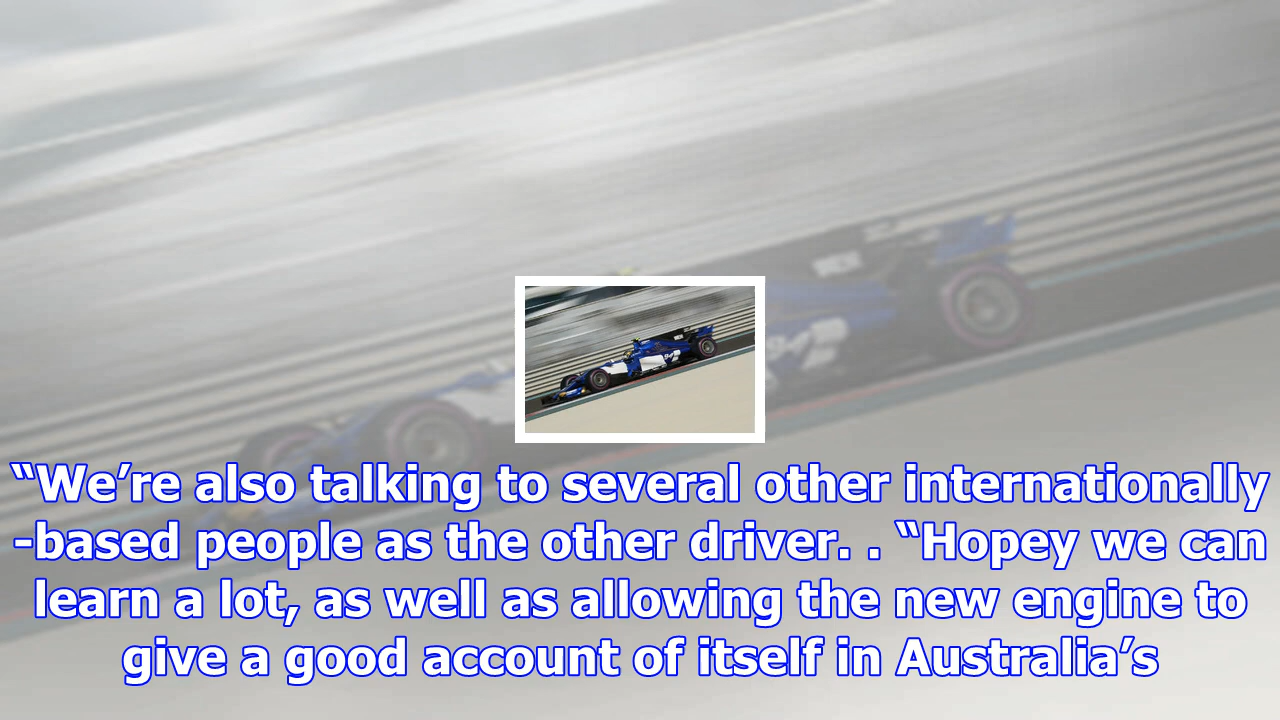 “We’re also talking to several other internationally
-based people as the other driver. . “Hopey we can
learn a lot, as well as allowing the new engine to
give a good account of itself in Australia’s
94